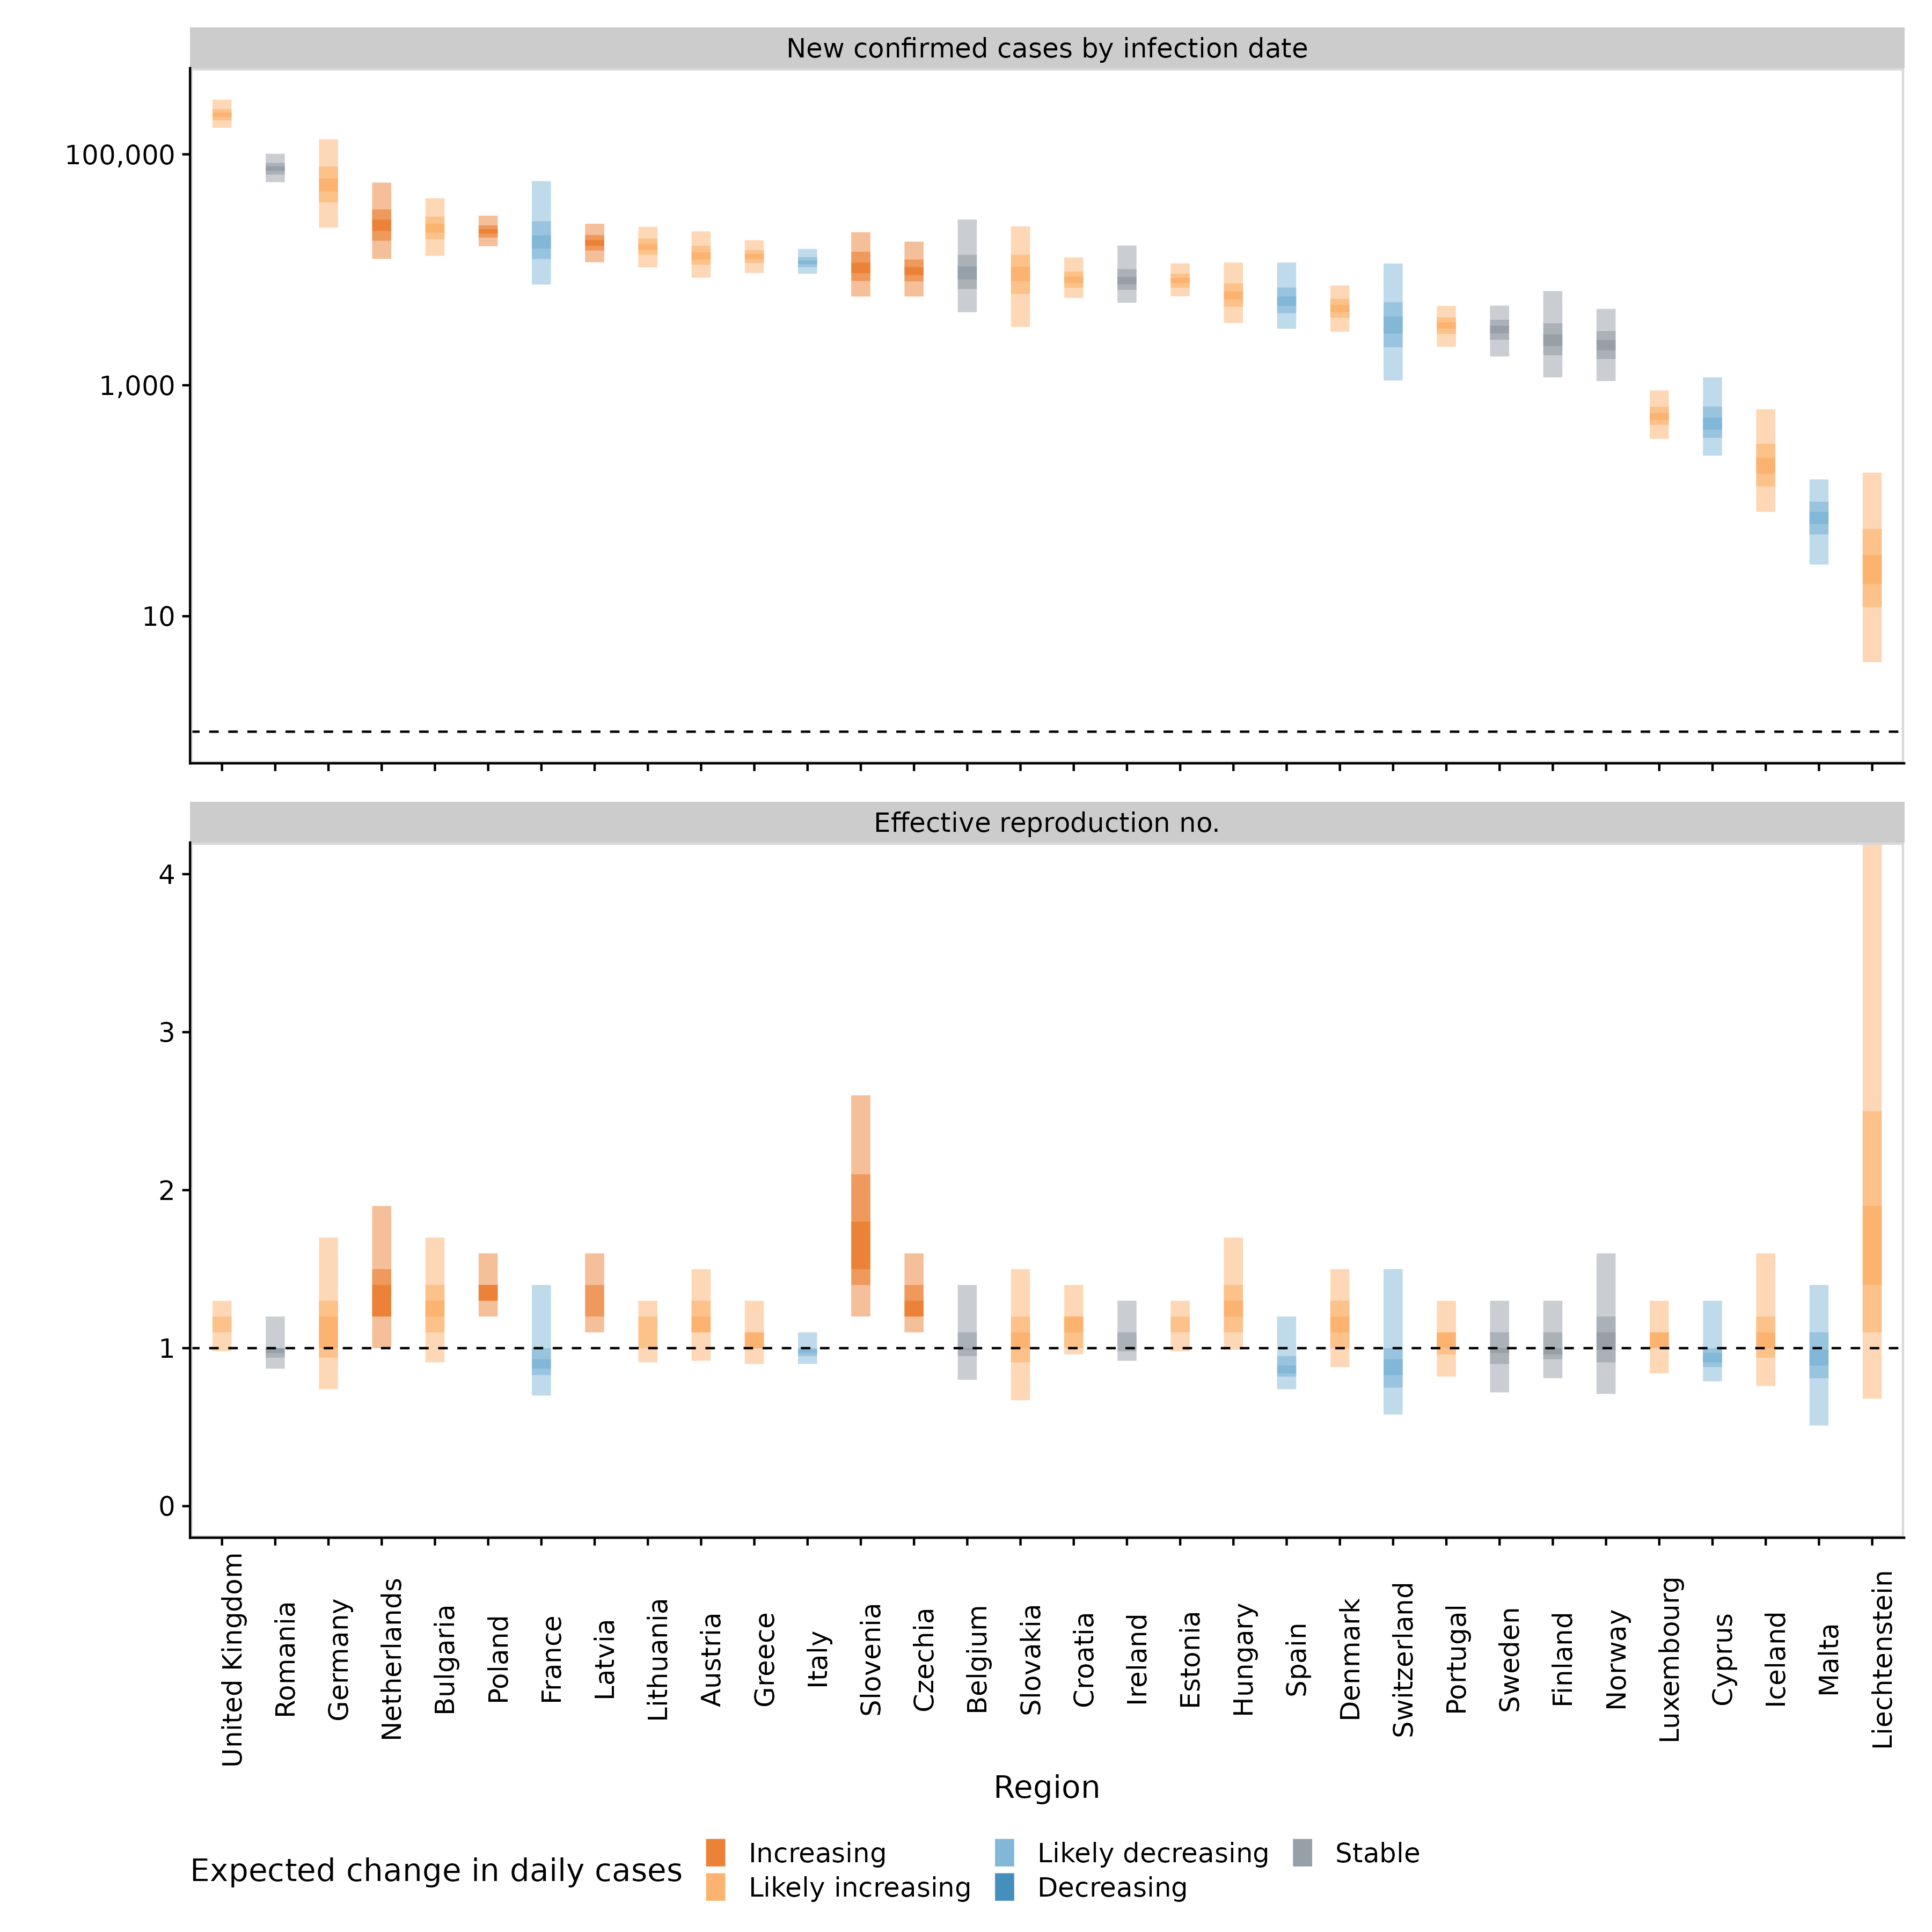 New confirmed cases by infection date
100,000
1,000
10
Effective reproduction no.
4
3
2
1
0
United Kingdom
Romania
Germany
Netherlands
Bulgaria
Poland
France
Latvia
Lithuania
Austria
Greece
Italy
Slovenia
Czechia
Belgium
Slovakia
Croatia
Ireland
Estonia
Hungary
Spain
Denmark
Switzerland
Portugal
Sweden
Finland
Norway
Luxembourg
Cyprus
Iceland
Malta
Liechtenstein
Region
Expected change in daily cases
Increasing
Likely increasing
Likely decreasing
Decreasing
Stable